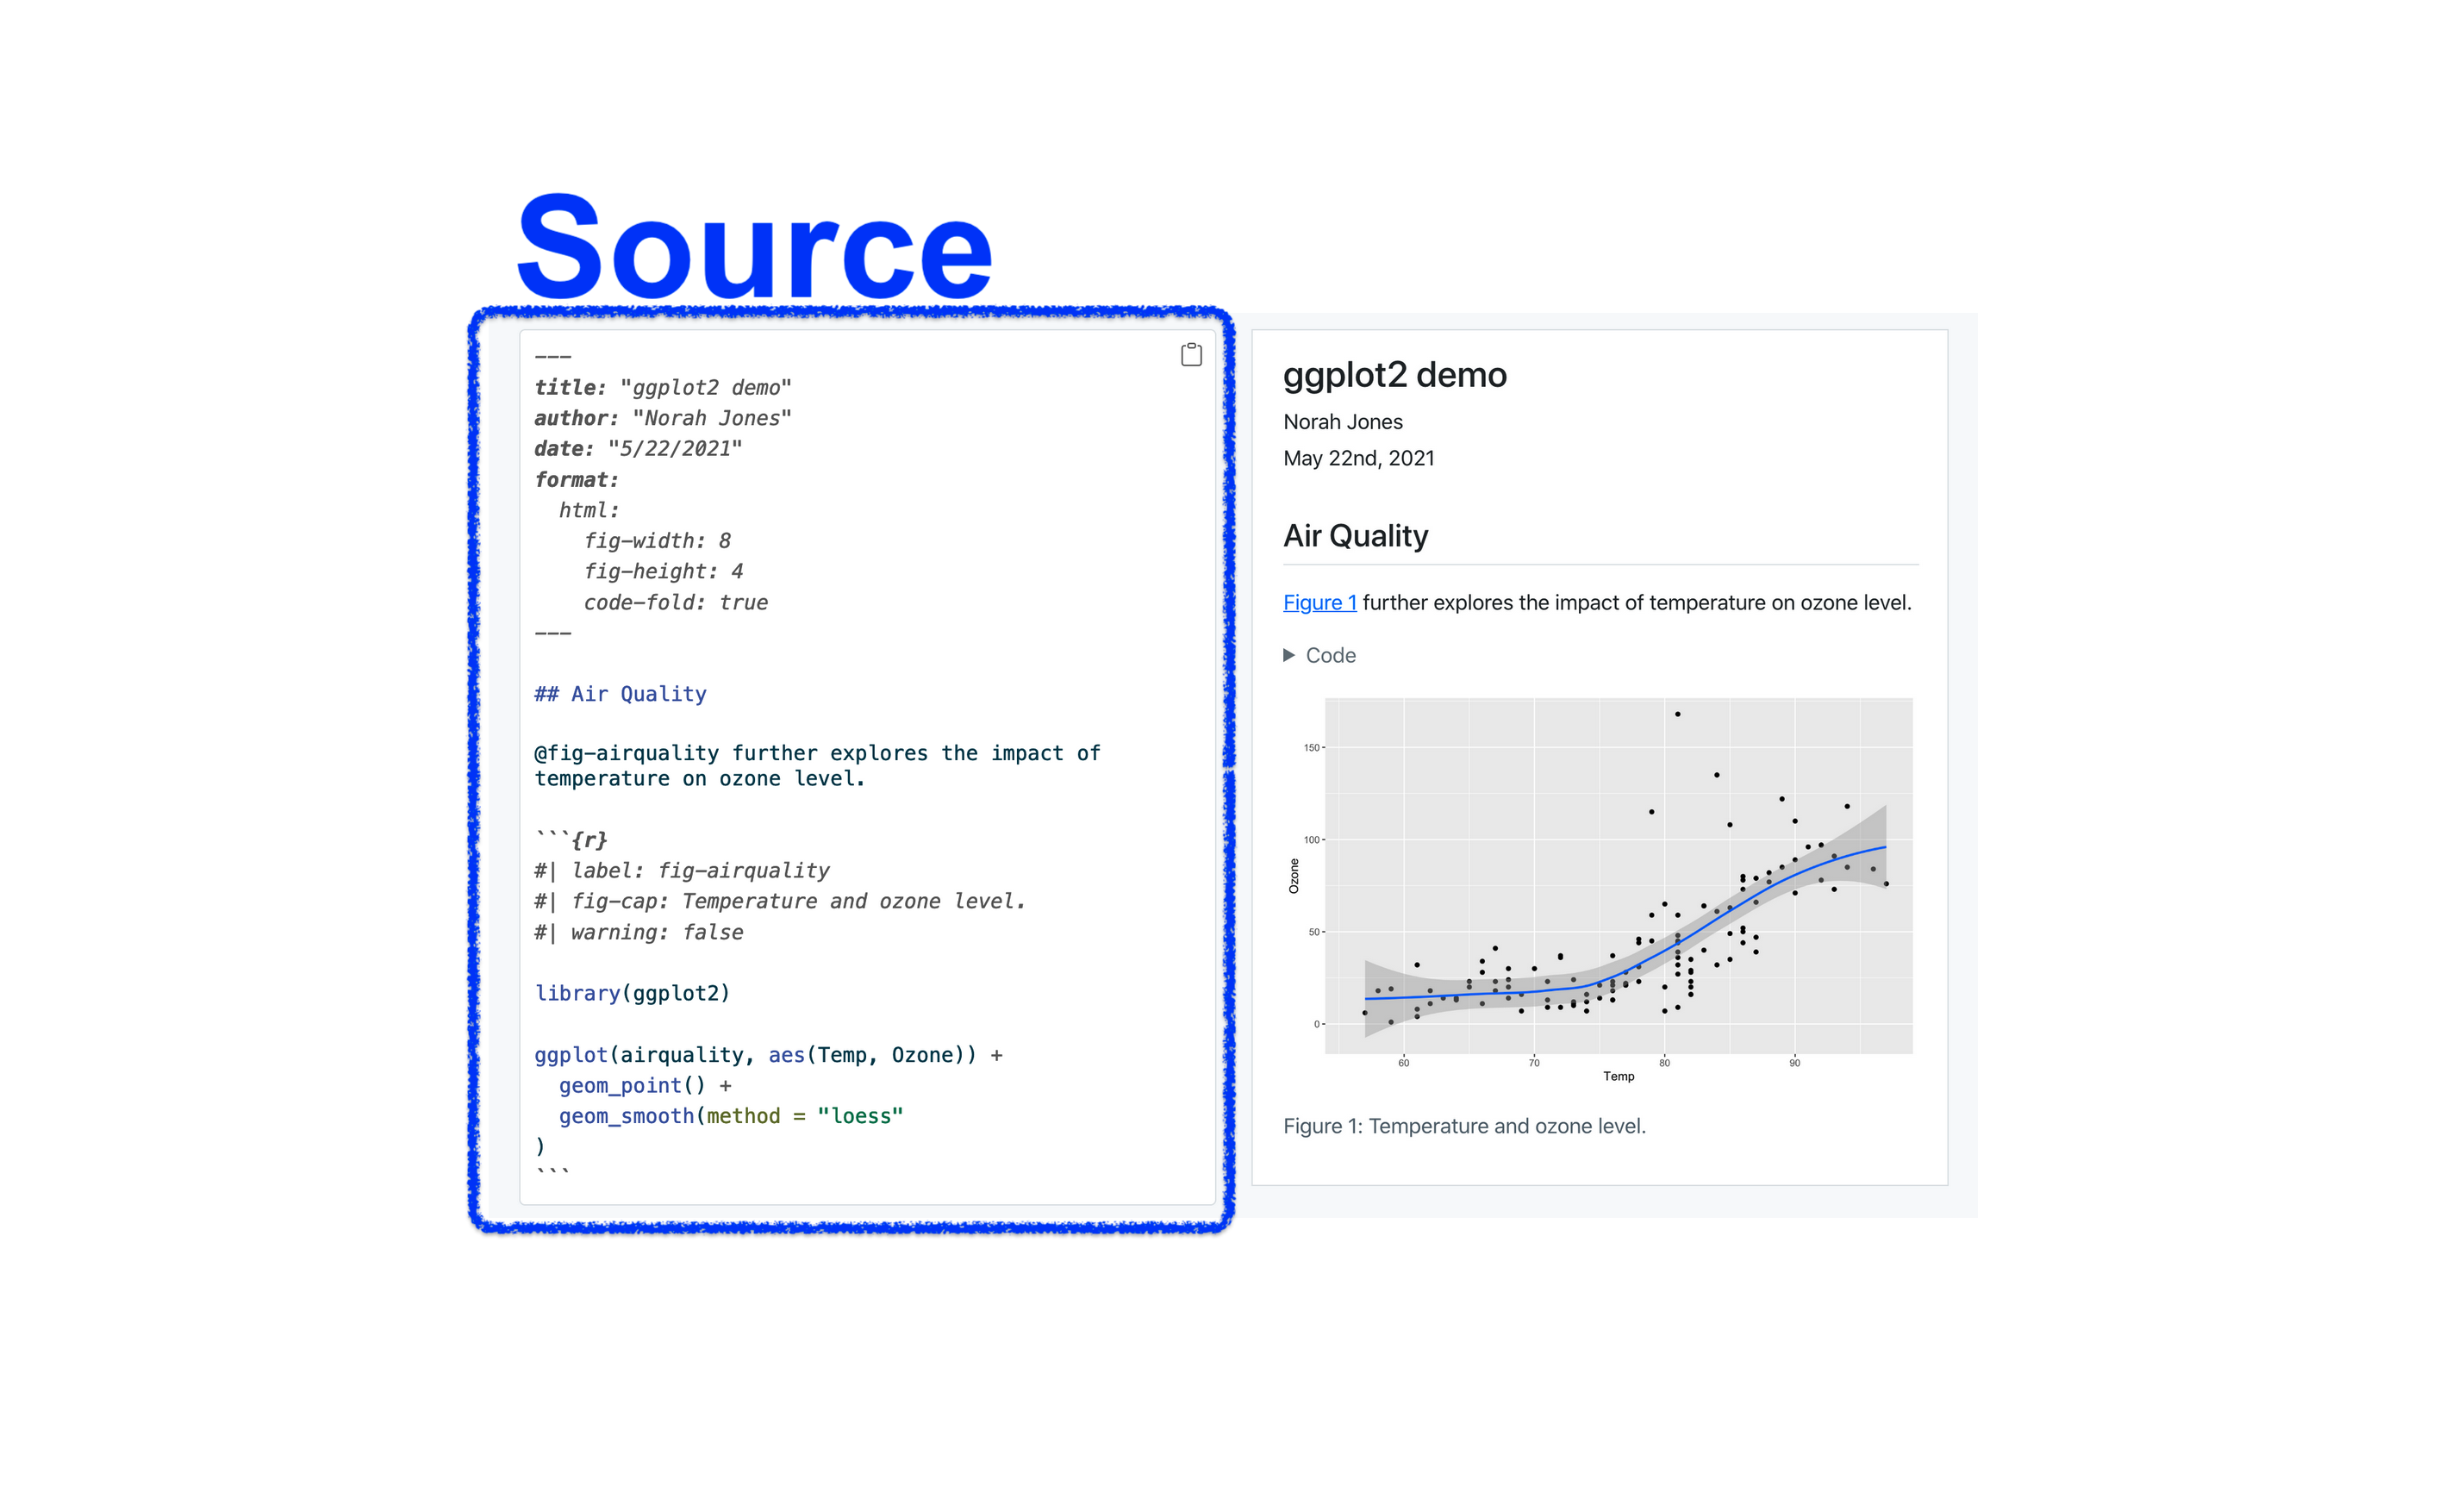 Source
---
title: "ggplot2 demo"
author: "Norah Jones"
date: "5/22/2021"
format:
  html:
    fig-width: 8
    fig-height: 4
    code-fold: true
---
## Air Quality
@fig-airquality further explores the impact of
temperature on ozone level.
```{r}
#| label: fig-airquality
#| fig-cap: Temperature and ozone level.
#| warning: false
library(ggplot2)
ggplot(airquality, aes(Temp, Ozone)) +
  geom_point() +
  geom_smooth(method = "loess"
)
```
ggplot2 demo
Norah Jones
May 22nd, 2021
Air Quality
Figure 1 further explores the impact of temperature on ozone level.
Code
150
100
50
0
Ozone
60 70 80 90
Temp
Figure 1: Temperature and ozone level.